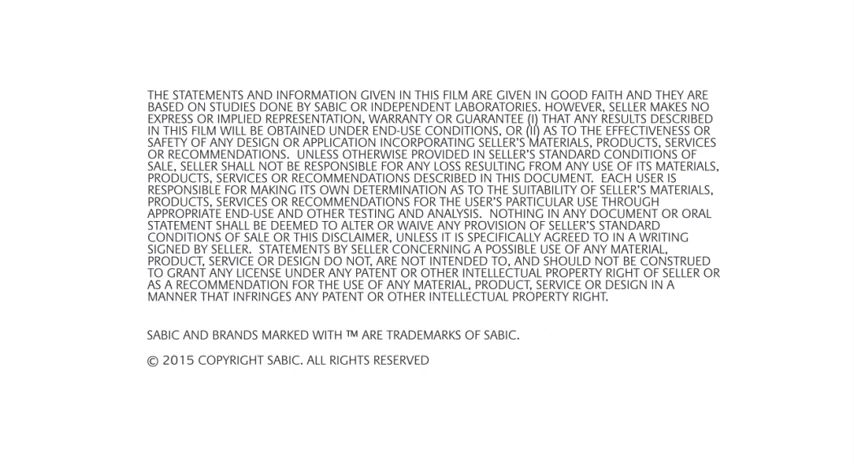 THE STATEMENTS AND INFORMATION GIVEN IN THIS FILM ARE GIVEN IN GOOD FAITH AND THEY ARE
BASED ON STUDIES DONE BY SABIC OR INDEPENDENT LABORATORIES. HOWEVER, SELLER MAKES NO
EXPRESS OR IMPLIED REPRESENTATION, WARRANTY OR GUARANTEE (I) THAT ANY RESULTS DESCRIBED
IN THIS FILM WILL BE OBTAINED UNDER END-USE CONDITIONS, OR (II) AS TO THE EFFECTIVENESS OR
SAFETY OF ANY DESIGN OR APPLICATION INCORPORATING SELLER'S MATERIALS, PRODUCTS, SERVICES
OR RECOMMENDATIONS. UNLESS OTHERWISE PROVIDED IN SELLER'S STANDARD CONDITIONS OF
SALE, SELLER SHALL NOT BE RESPONSIBLE FOR ANY LOSS RESULTING FROM ANY USE OF ITS MATERIALS,
PRODUCTS, SERVICES OR RECOMMENDATIONS DESCRIBED IN THIS DOCUMENT. EACH USER IS
RESPONSIBLE FOR MAKING ITS OWN DETERMINATION AS TO THE SUITABILITY OF SELLER'S MATERIALS,
PRODUCTS, SERVICES OR RECOMMENDATIONS FOR THE USER'S PARTICULAR USE THROUGH
APPROPRIATE END-USE AND OTHER TESTING AND ANALYSIS. NOTHING IN ANY DOCUMENT OR ORAL
STATEMENT SHALL BE DEEMED TO ALTER OR WAIVE ANY PROVISION OF SELLER'S STANDARD
CONDITIONS OF SALE OR THIS DISCLAIMER, UNLESS IT IS SPECIFICALLY AGREED TO IN A WRITING
SIGNED BY SELLER. STATEMENTS BY SELLER CONCERNING A POSSIBLE USE OF ANY MATERIAL,
PRODUCT, SERVICE OR DESIGN DO NOT, ARE NOT INTENDED TO, AND SHOULD NOT BE CONSTRUED
TO GRANT ANY LICENSE UNDER ANY PATENT OR OTHER INTELLECTUAL PROPERTY RIGHT OF SELLER OR
AS A RECOMMENDATION FOR THE USE OF ANY MATERIAL, PRODUCT, SERVICE OR DESIGN IN A
MANNER THAT INFRINGES ANY PATENT OR OTHER INTELLECTUAL PROPERTY RIGHT.
SABIC AND BRANDS MARKED WITH ™ ARE TRADEMARKS OF SABIC.
© 2015 COPYRIGHT SABIC. ALL RIGHTS RESERVED